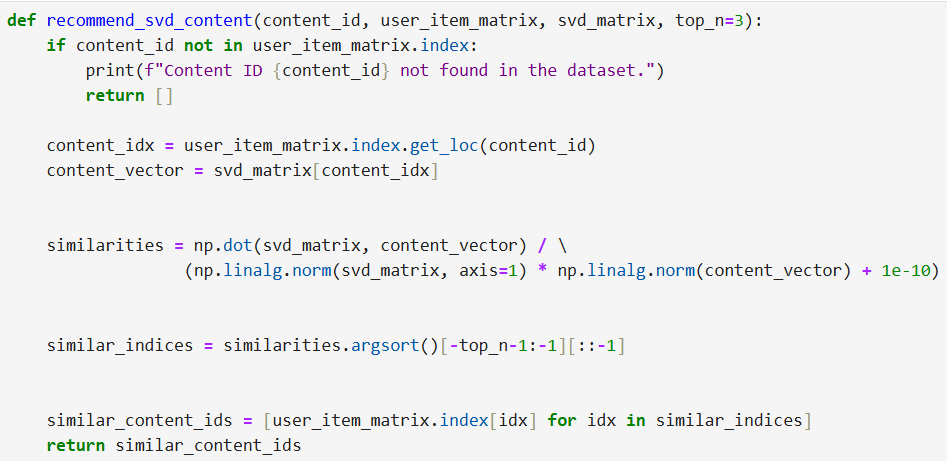 def recommend_svd_content(content_id, user_item_matrix, svd_matrix, top_n=3):
    if content_id not in user_item_matrix.index:
        print(f"Content ID {content_id} not found in the dataset.")
        return []
    content_idx = user_item_matrix.index.get_loc(content_id)
    content_vector = svd_matrix[content_idx]
    similarities = np.dot(svd_matrix, content_vector) / \
                  (np.linalg.norm(svd_matrix, axis=1) * np.linalg.norm(content_vector) + 1e-10)
    similar_indices = similarities.argsort()[-top_n-1:-1][::-1]
    similar_content_ids = [user_item_matrix.index[idx] for idx in similar_indices]
    return similar_content_ids